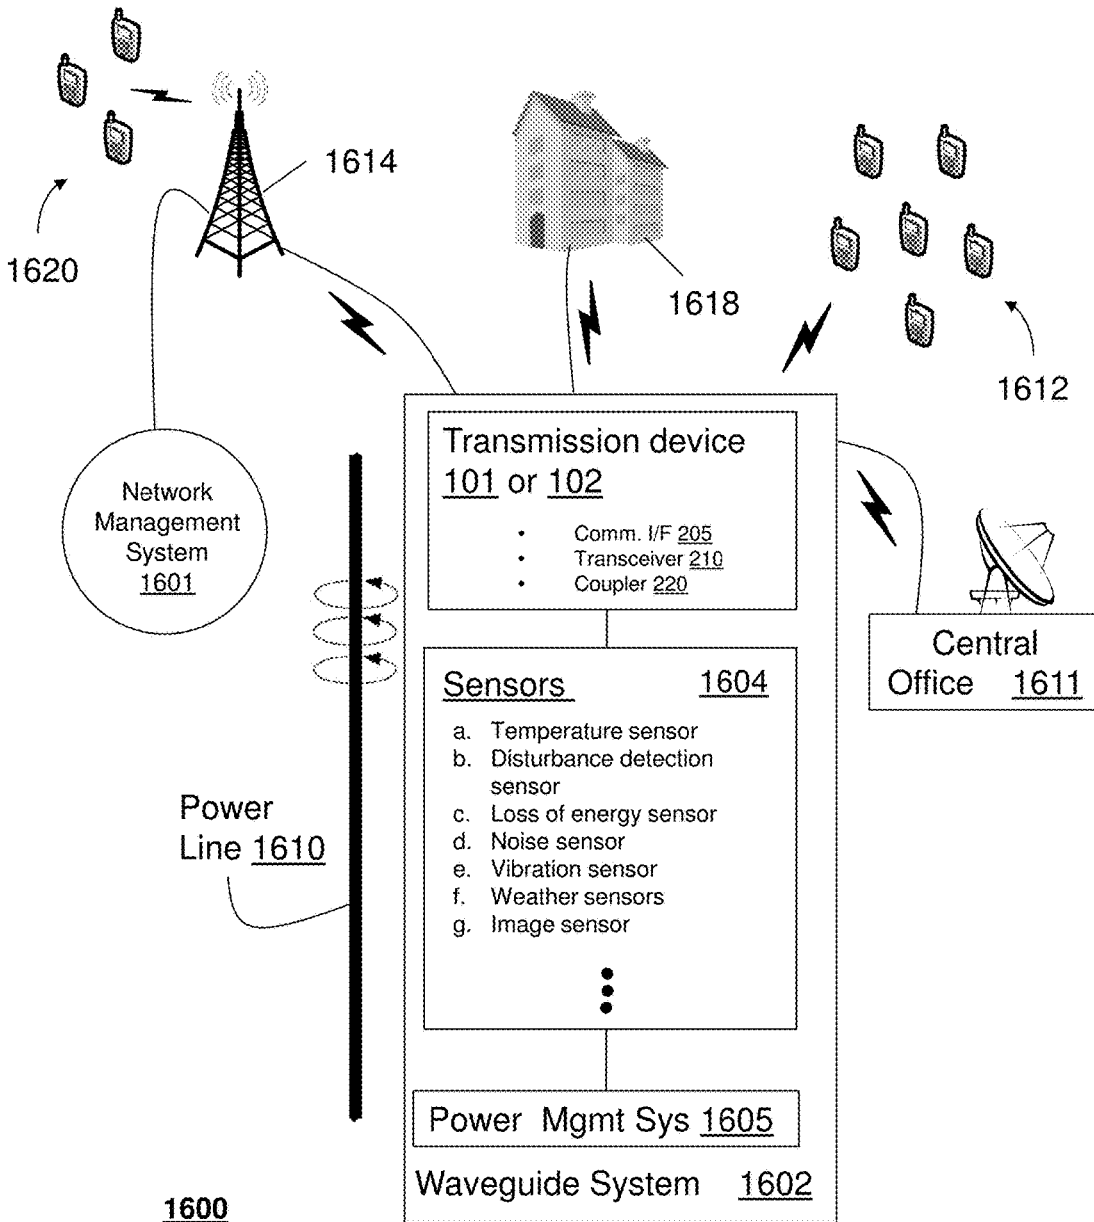 1614
1620
1618
1612
Network
Management
System
1601
Transmission device
101 or 102
• Comm. I/F 205
• Transceiver 210
• Coupler 220
Central
Office 1611
Sensors 1604
a. Temperature sensor
b. Disturbance detection
sensor
c. Loss of energy sensor
d. Noise sensor
e. Vibration sensor
f. Weather sensors
g. Image sensor
Power
Line 1610
Power Mgmt Sys 1605
Waveguide System 1602
1600